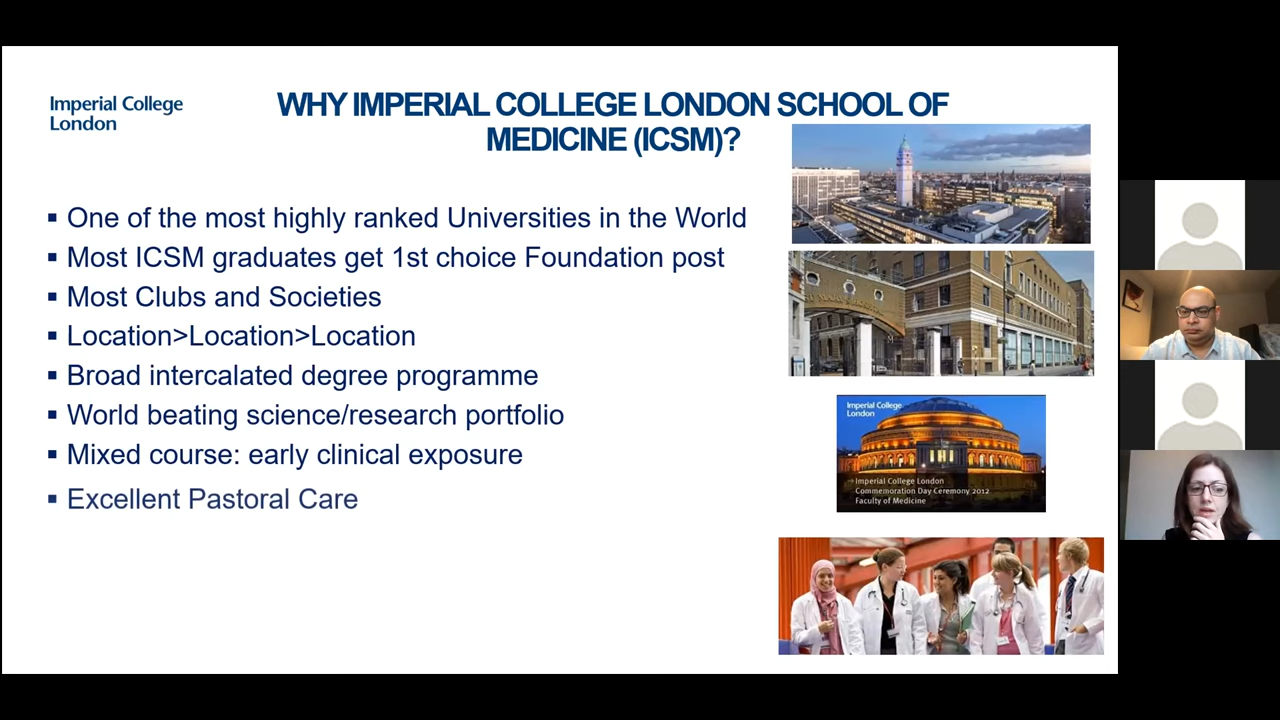 Imperial College
London
WHY IMPERIAL COLLEGE LONDON SCHOOL OF
MEDICINE (ICSM)?
▪ One of the most highly ranked Universities in the World
▪ Most ICSM graduates get 1st choice Foundation post
▪ Most Clubs and Societies
▪ Location>Location>Location
▪ Broad intercalated degree programme
▪ World beating science/research portfolio
▪ Mixed course: early clinical exposure
▪ Excellent Pastoral Care
Imperial College
London
Imperial College London
Commemoration Day Ceremony 2012
Faculty of Medicine